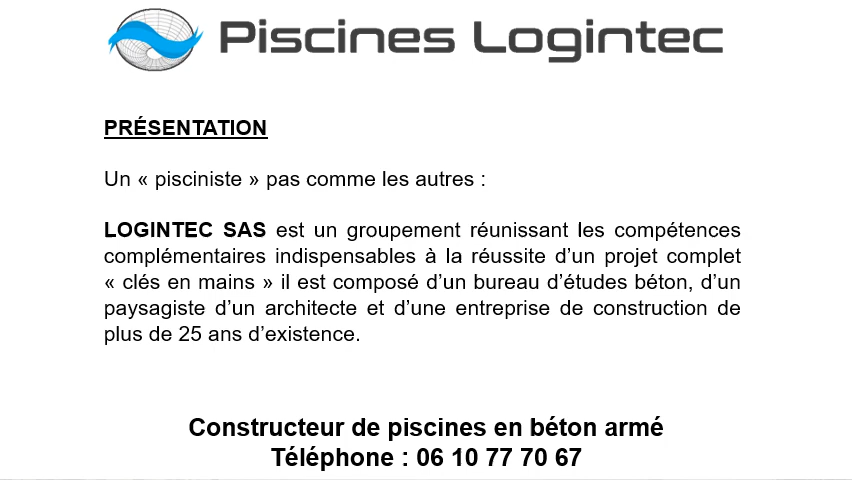 Piscines Logintec
PRÉSENTATION
Un « pisciniste » pas comme les autres :
LOGINTEC SAS est un groupement réunissant les compétences
complémentaires indispensables à la réussite d’un projet complet
« clés en mains » il est composé d’un bureau d’études béton, d’un
paysagiste d’un architecte et d’une entreprise de construction de
plus de 25 ans d’existence.
Constructeur de piscines en béton armé
Téléphone : 06 10 77 70 67